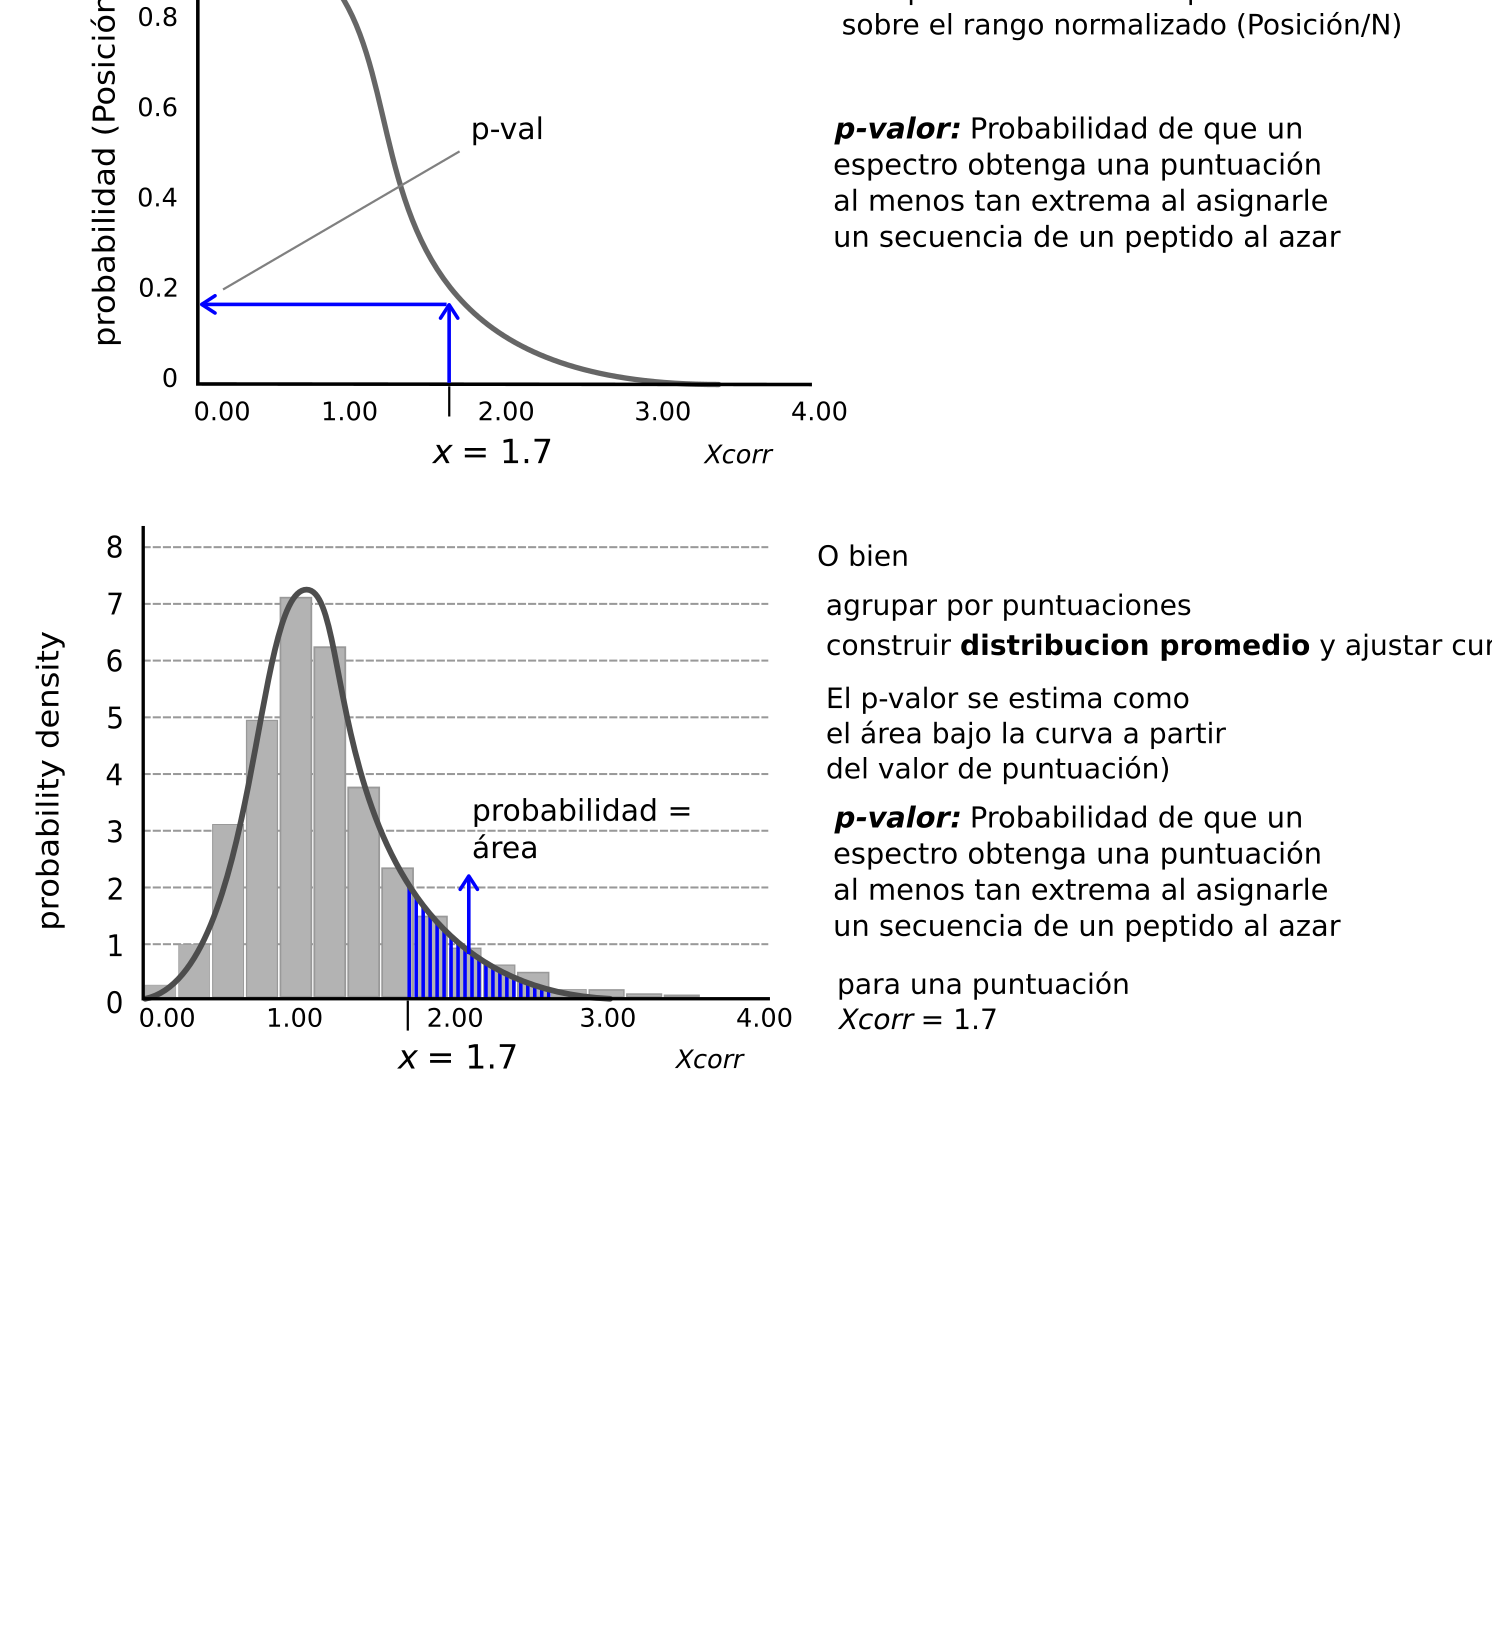 sobre el rango normalizado (Posición/N)
probabilidad (Posición
0.8
0.6
0.4
0.2
0
p-val
0.00 1.00 2.00 3.00 4.00
x = 1.7
Xcorr
p-valor: Probabilidad de que un
espectro obtenga una puntuación
al menos tan extrema al asignarle
un secuencia de un peptido al azar
probability density
8
7
6
5
4
3
2
1
0
probabilidad =
área
0.00 1.00 2.00 3.00 4.00
x = 1.7
Xcorr
O bien
agrupar por puntuaciones
construir distribucion promedio y ajustar
El p-valor se estima como
el área bajo la curva a partir
del valor de puntuación)
p-valor: Probabilidad de que un
espectro obtenga una puntuación
al menos tan extrema al asignarle
un secuencia de un peptido al azar
para una puntuación
Xcorr = 1.7